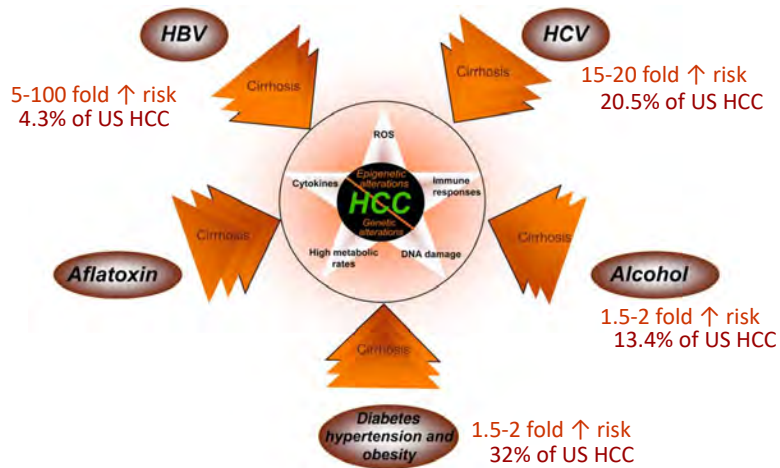 HBV
5-100 fold ↑ risk
4.3% of US HCC
Cirrhosis
HCV
15-20 fold ↑ risk
20.5% of US HCC
Cirrhosis
ROS
Cytokines
Immune
responses
Epigenetic
alterations
HCC
Genetic
alterations
High metabolic
rates
DNA damage
Aflatoxin
Cirrhosis
Alcohol
1.5-2 fold ↑ risk
13.4% of US HCC
Cirrhosis
Cirrhosis
Diabetes
hypertension and
obesity
1.5-2 fold ↑ risk
32% of US HCC